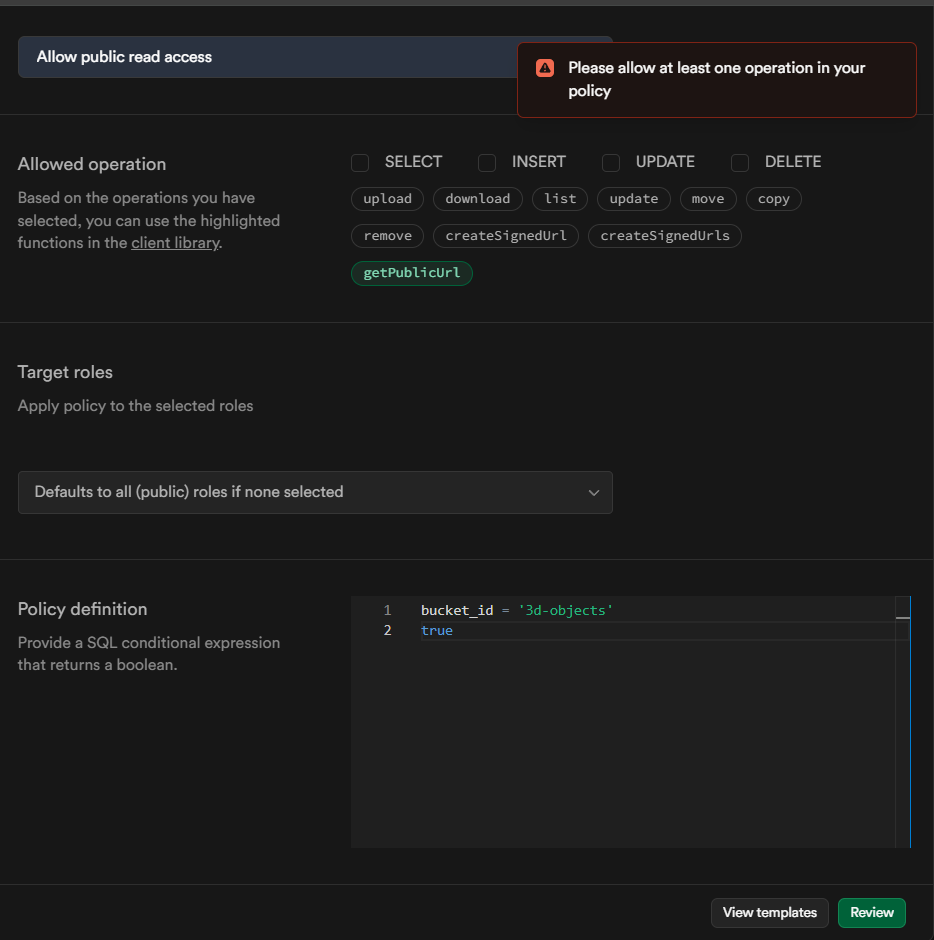 Allow public read access
Please allow at least one operation in your
policy
Allowed operation
Based on the operations you have
selected, you can use the highlighted
functions in the client library.
SELECT INSERT UPDATE DELETE
upload download list update move copy
remove createSignedUrl createSignedUrls
getPublicUrl
Target roles
Apply policy to the selected roles
Defaults to all (public) roles if none selected
Policy definition
Provide a SQL conditional expression
that returns a boolean.
1 bucket_id = '3d-objects'
2 true
View templates Review